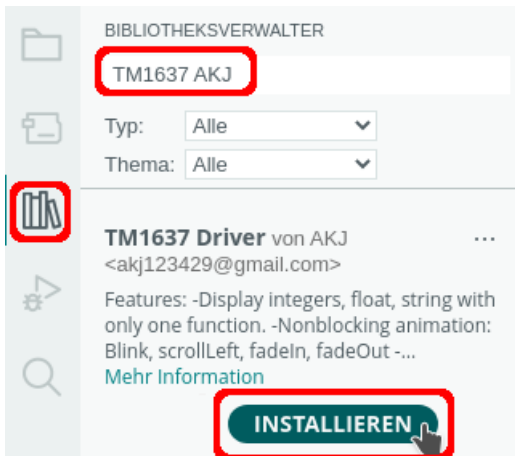 BIBLIOTHEKSVERWALTER
TM1637 AKJ
Typ: Alle
Thema: Alle
TM1637 Driver von AKJ
<akj123429@gmail.com>
Features: -Display integers, float, string with
only one function. -Nonblocking animation:
Blink, scrollLeft, fadeIn, fadeOut -...
Mehr Information
INSTALLIEREN